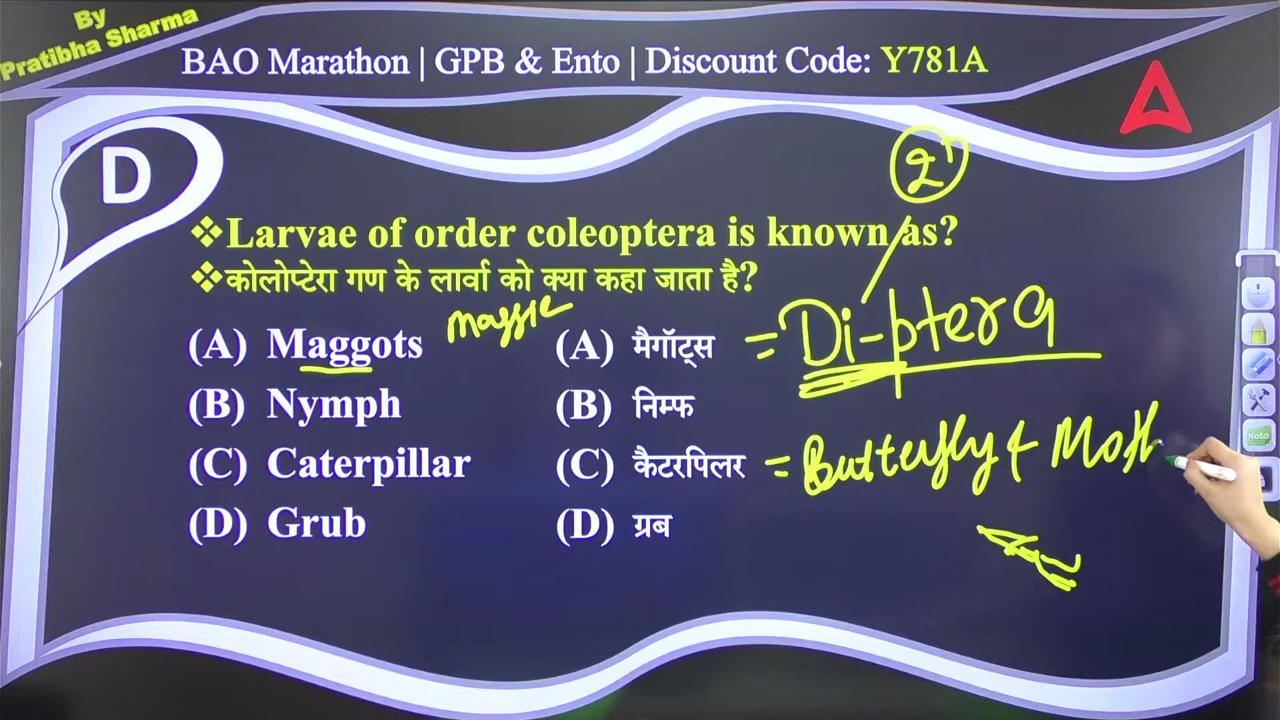 By
Pratibha Sharma
BAO Marathon | GPB & Ento | Discount Code: Y781A
D
2
❖Larvae of order coleoptera is known as?
❖कोलोप्टेरा गण के लार्वा को क्या कहा जाता है?
(A) Maggots (A) मैगॉट्स = Di-ptera
(B) Nymph (B) निम्फ
(C) Caterpillar (C) कैटरपिलर = Butterfly & Moth
(D) Grub (D) ग्रब
Note